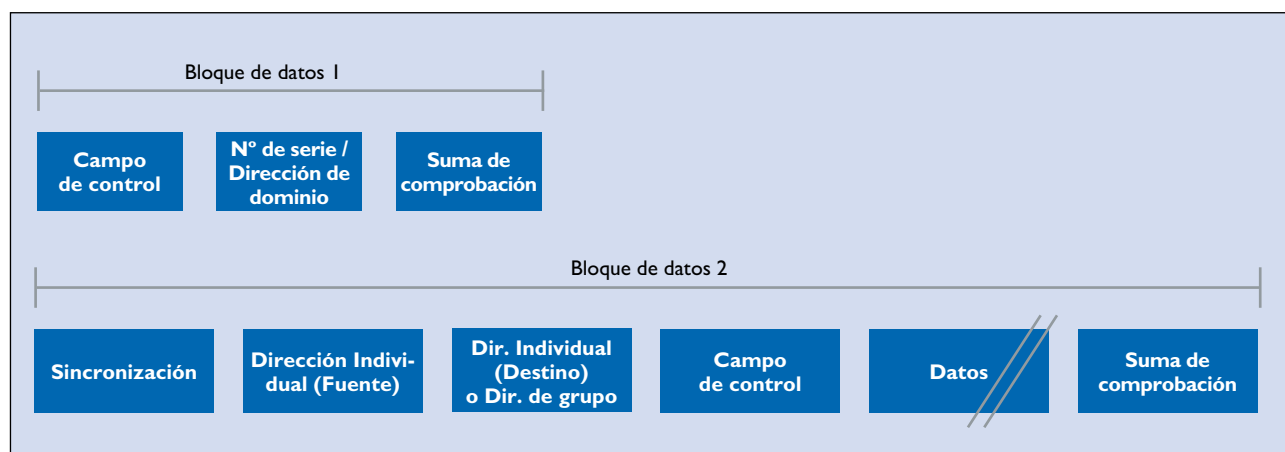 Bloque de datos 1
Campo
de control
Nº de serie /
Dirección de
dominio
Suma de
comprobación
Bloque de datos 2
Sincronización
Dirección Indivi-
dual (Fuente)
Dir. Individual
(Destino)
o Dir. de grupo
Campo
de control
Datos
Suma de
comprobación